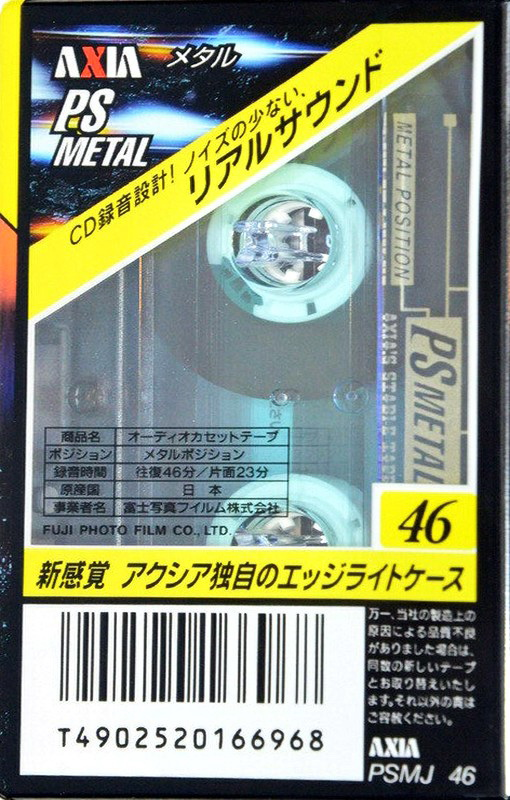 AXIA メタル
PS
METAL
CD録音設計! ノイズの少ない、
リアルサウンド
METAL POSITION
PS METAL
AXIA'S STABLE
商品名 オーディオカセットテープ
ポジション メタルポジション
録音時間 往復46分/片面23分
原産国 日本
事業者名 富士写真フイルム株式会社
FUJI PHOTO FILM CO., LTD.
46
新感覚 アクシア独自のエッジライトケース
T4902520166968
万一、当社の製造上の
原因による品質不良
がありました場合は、
同数の新しいテープ
とお取り替えいたし
ます。それ以外の責は
ご容赦ください。
AXIA
PSMJ 46